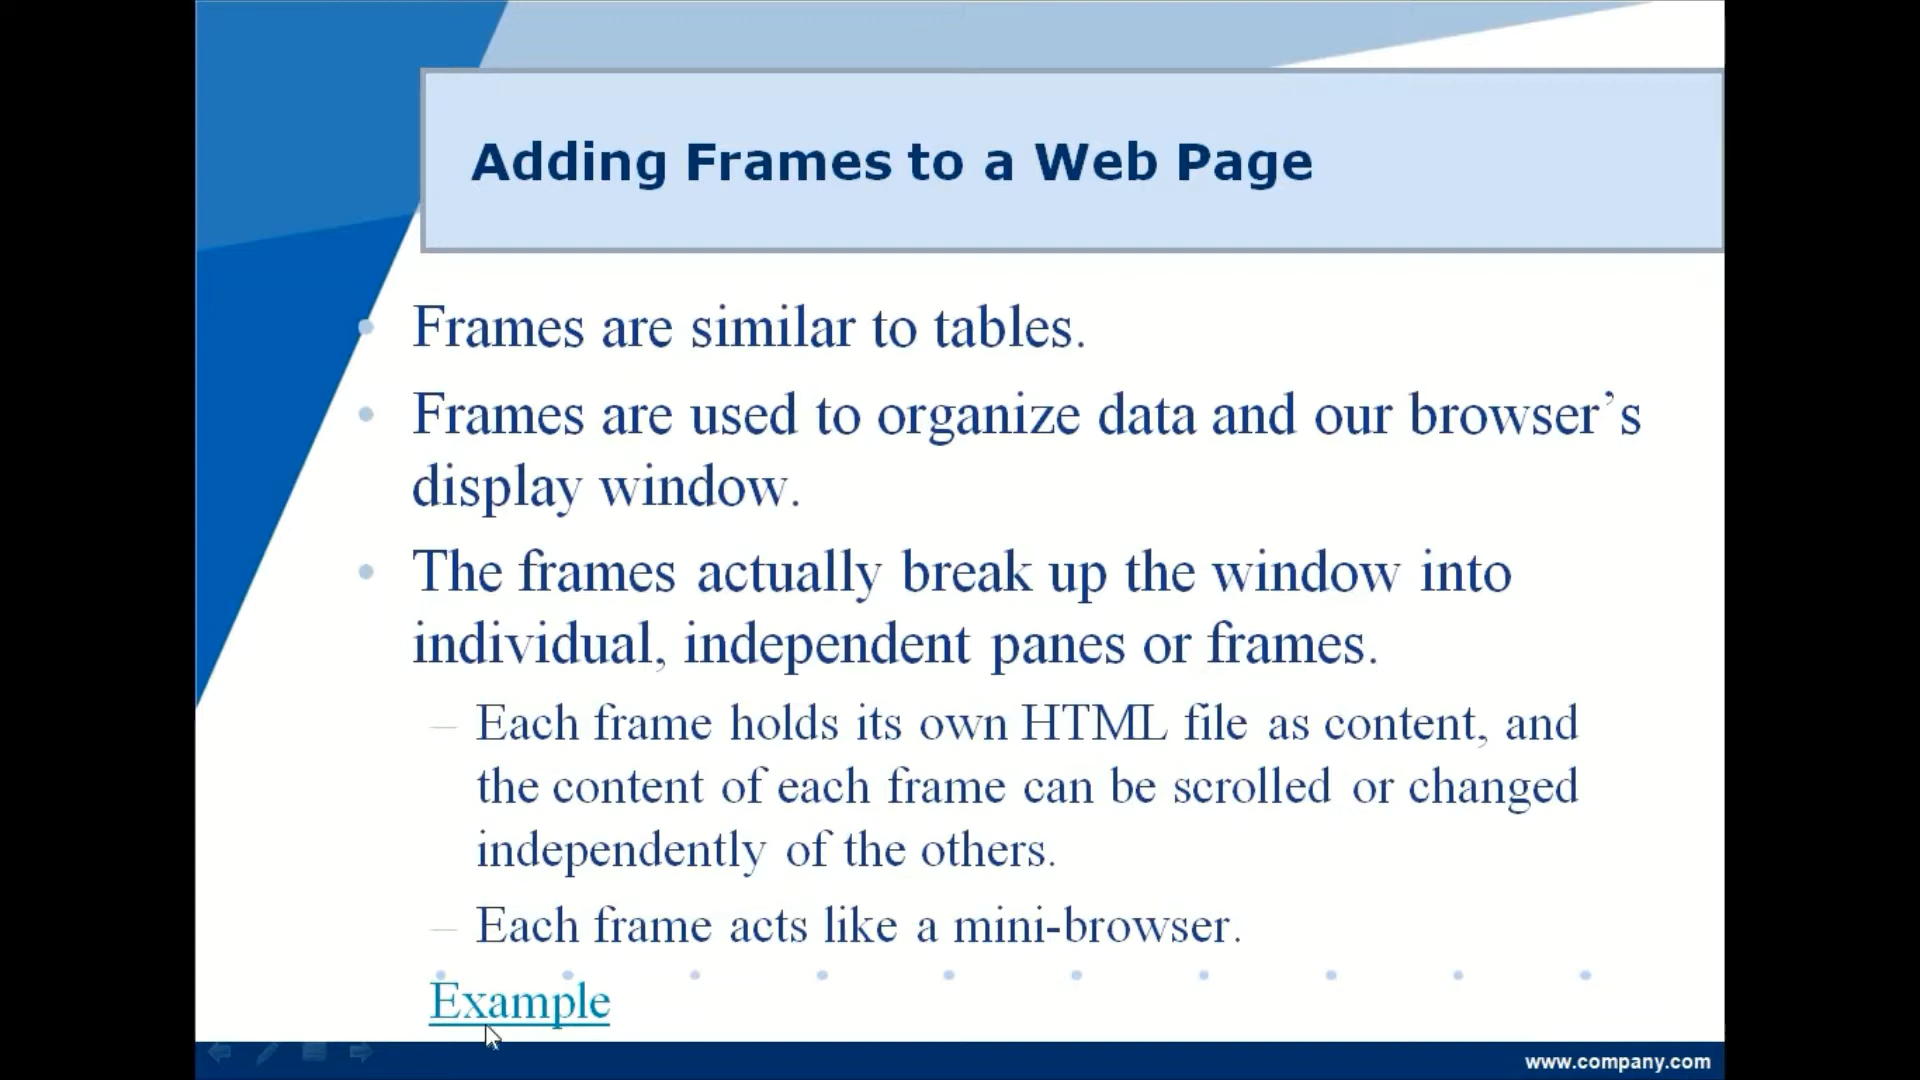 Adding Frames to a Web Page
Frames are similar to tables.
Frames are used to organize data and our browser’s
display window.
The frames actually break up the window into
individual, independent panes or frames.
– Each frame holds its own HTML file as content, and
the content of each frame can be scrolled or changed
independently of the others.
– Each frame acts like a mini-browser.
Example
www.company.com